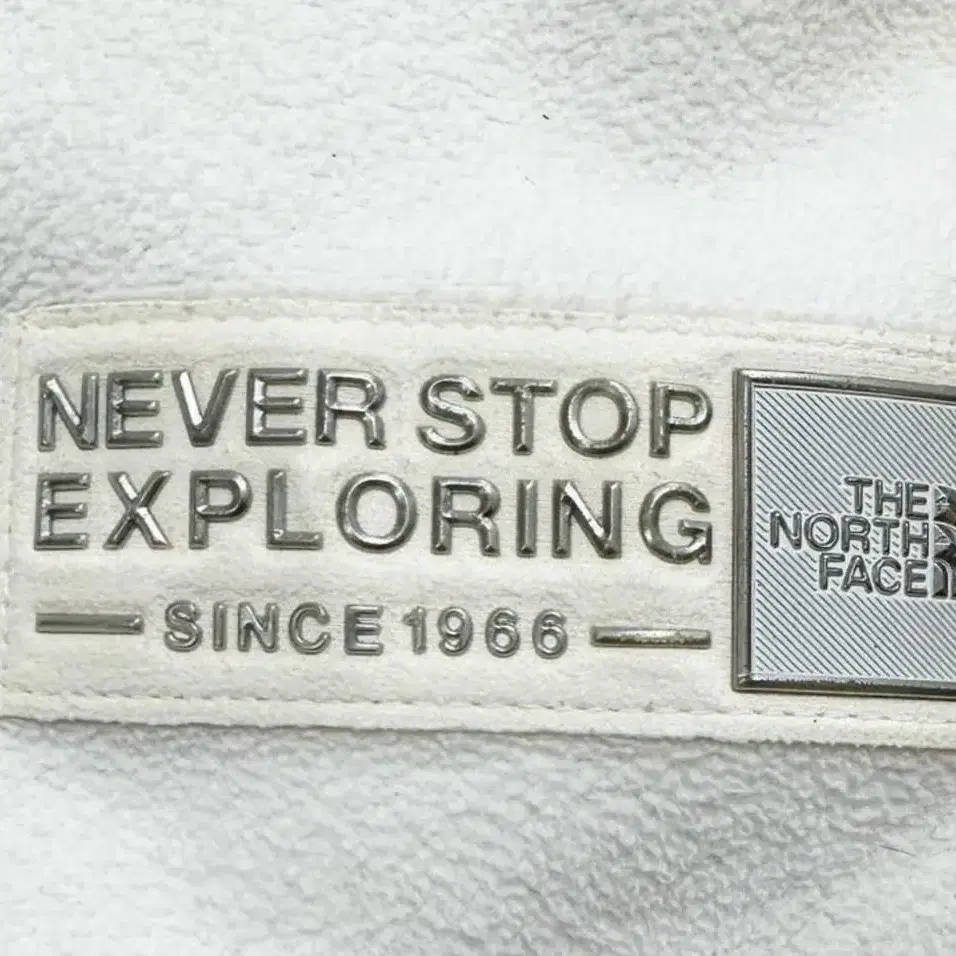 NEVER STOP
EXPLORING
SINCE 1966
THE
NORTH
FACE